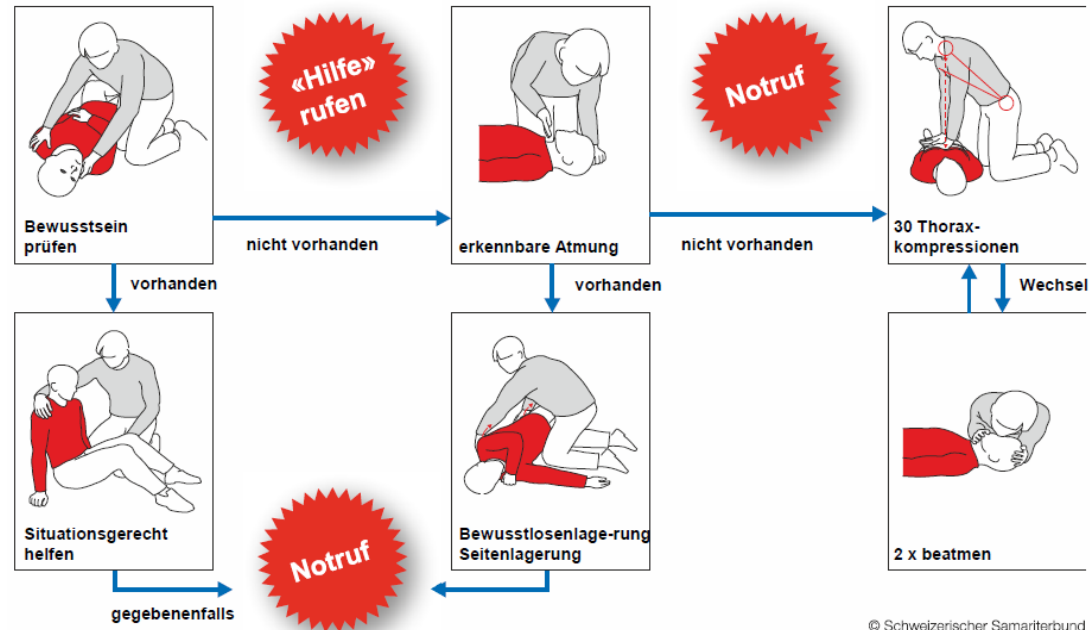 «Hilfe»
rufen
Notruf
Bewusstsein
prüfen
nicht vorhanden
erkennbare Atmung
nicht vorhanden
30 Thorax-
kompressionen
vorhanden
vorhanden
Wechsel
Situationsgerecht
helfen
Notruf
Bewusstlosenlage-rung
Seitenlagerung
2 x beatmen
gegebenenfalls
© Schweizerischer Samariterbund